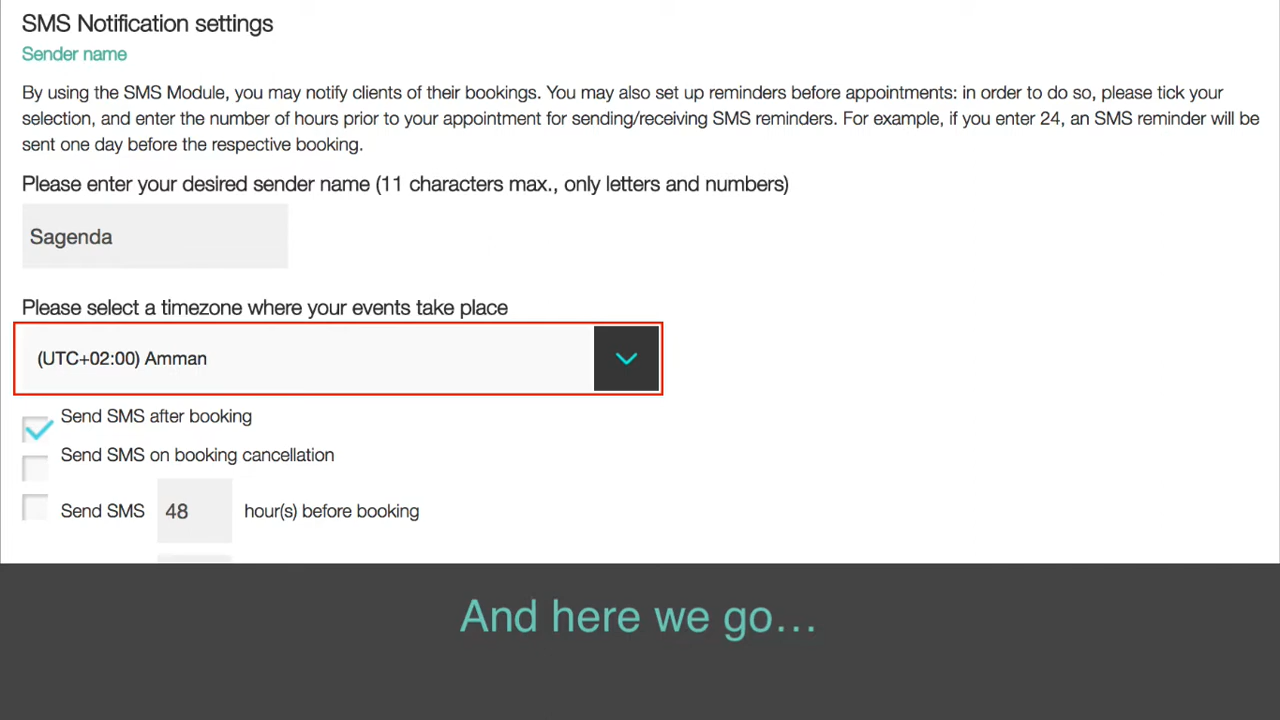 SMS Notification settings
Sender name
By using the SMS Module, you may notify clients of their bookings. You may also set up reminders before appointments: in order to do so, please tick your
selection, and enter the number of hours prior to your appointment for sending/receiving SMS reminders. For example, if you enter 24, an SMS reminder will be
sent one day before the respective booking.
Please enter your desired sender name (11 characters max., only letters and numbers)
Sagenda
Please select a timezone where your events take place
(UTC+02:00) Amman
Send SMS after booking
Send SMS on booking cancellation
Send SMS 48 hour(s) before booking
And here we go…